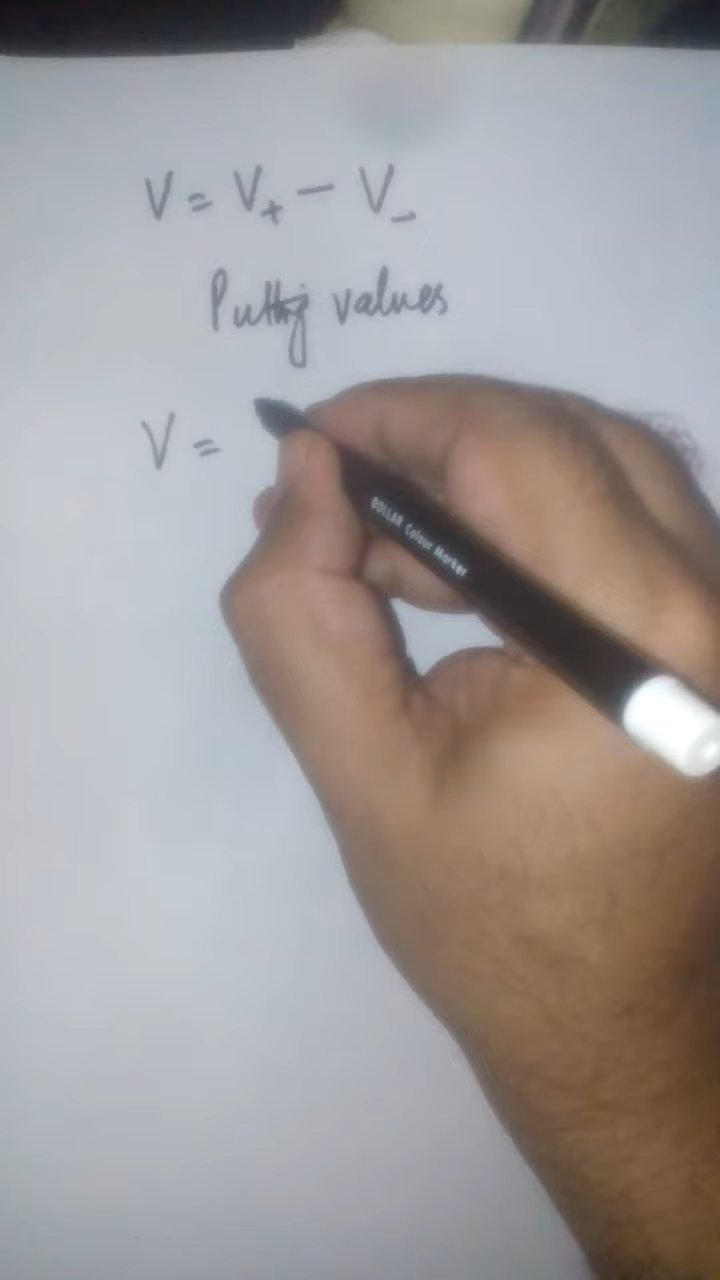 V = V₊ - V₋
Putting values
V =
DOLLAR Colour Marker